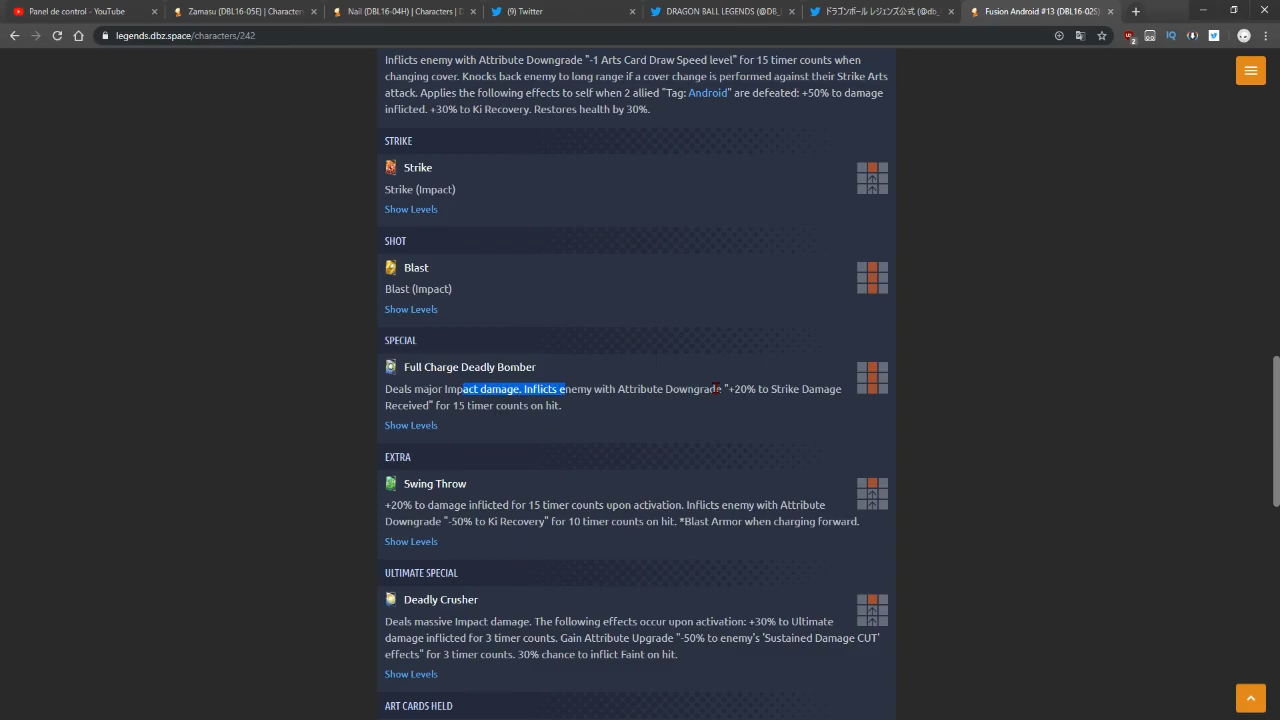 Panel de control - YouTube
Zamasu (DBL16-05E) | Character
Nail (DBL16-04H) | Characters | D
(9) Twitter
DRAGON BALL LEGENDS (@DB_
ドラゴンボール レジェンズ公式 (@db_
Fusion Android #13 (DBL16-02S)
legends.dbz.space/characters/242
2
Inflicts enemy with Attribute Downgrade "-1 Arts Card Draw Speed level" for 15 timer counts when
changing cover. Knocks back enemy to long range if a cover change is performed against their Strike Arts
attack. Applies the following effects to self when 2 allied "Tag: Android" are defeated: +50% to damage
inflicted. +30% to Ki Recovery. Restores health by 30%.
STRIKE
Strike
Strike (Impact)
Show Levels
SHOT
Blast
Blast (Impact)
Show Levels
SPECIAL
Full Charge Deadly Bomber
Deals major Impact damage. Inflicts enemy with Attribute Downgrade "+20% to Strike Damage
Received" for 15 timer counts on hit.
Show Levels
EXTRA
Swing Throw
+20% to damage inflicted for 15 timer counts upon activation. Inflicts enemy with Attribute
Downgrade "-50% to Ki Recovery" for 10 timer counts on hit. *Blast Armor when charging forward.
Show Levels
ULTIMATE SPECIAL
Deadly Crusher
Deals massive Impact damage. The following effects occur upon activation: +30% to Ultimate
damage inflicted for 3 timer counts. Gain Attribute Upgrade "-50% to enemy's 'Sustained Damage CUT'
effects" for 3 timer counts. 30% chance to inflict Faint on hit.
Show Levels
ART CARDS HELD